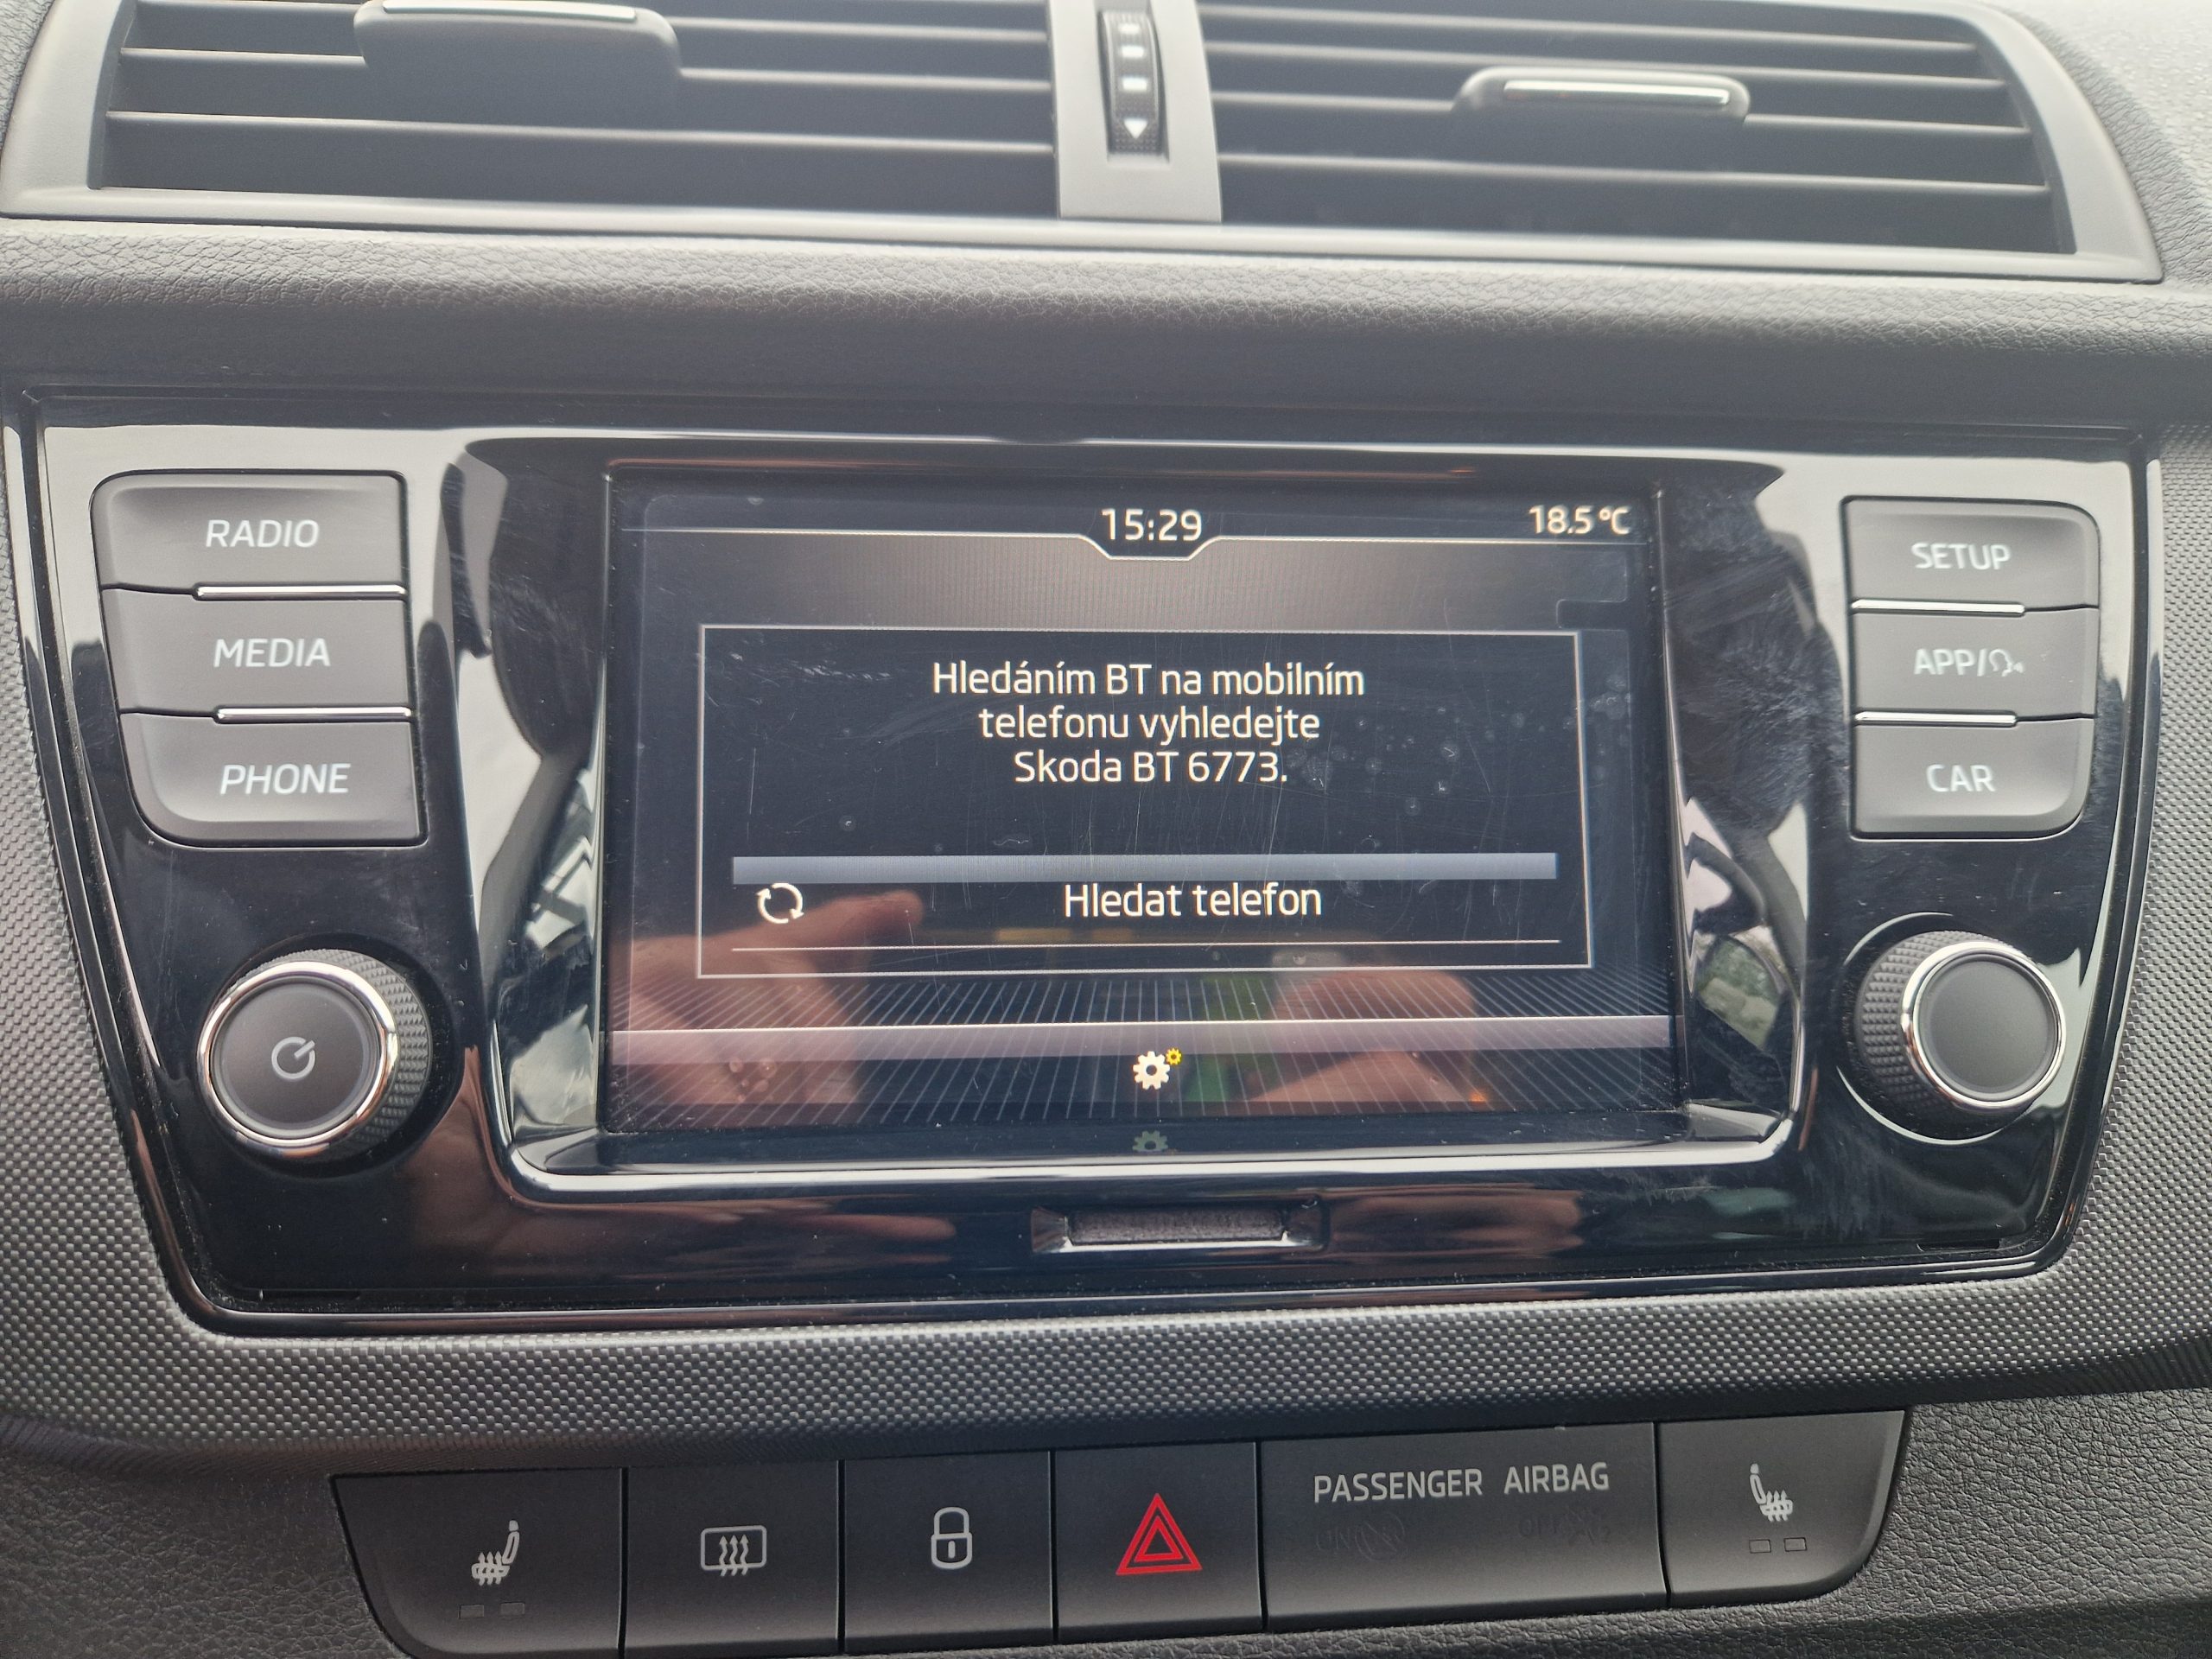 15:29
18.5°C
RADIO
MEDIA
PHONE
Hledáním BT na mobilním
telefonu vyhledejte
Skoda BT 6773.
Hledat telefon
SETUP
APP/
CAR
PASSENGER AIRBAG